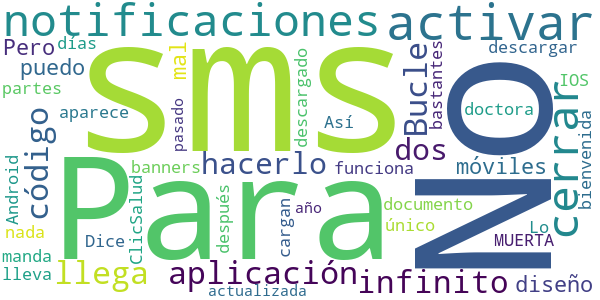 notificaciones
activar
Pero
días
puedo
partes
aparece
código
Android
nada
manda
lleva
llega
Dice
sms
mal
pasado
Para
hacerlo
banners
ClicSalud
después
actualizada
aplicación
cargan
año
descargado
Así
dos
funciona
documento
único
infinito
Bucle
bastantes
No
descargar
IOS
doctora
móviles
cerrar
bienvenida
Lo
MUERTA
diseño